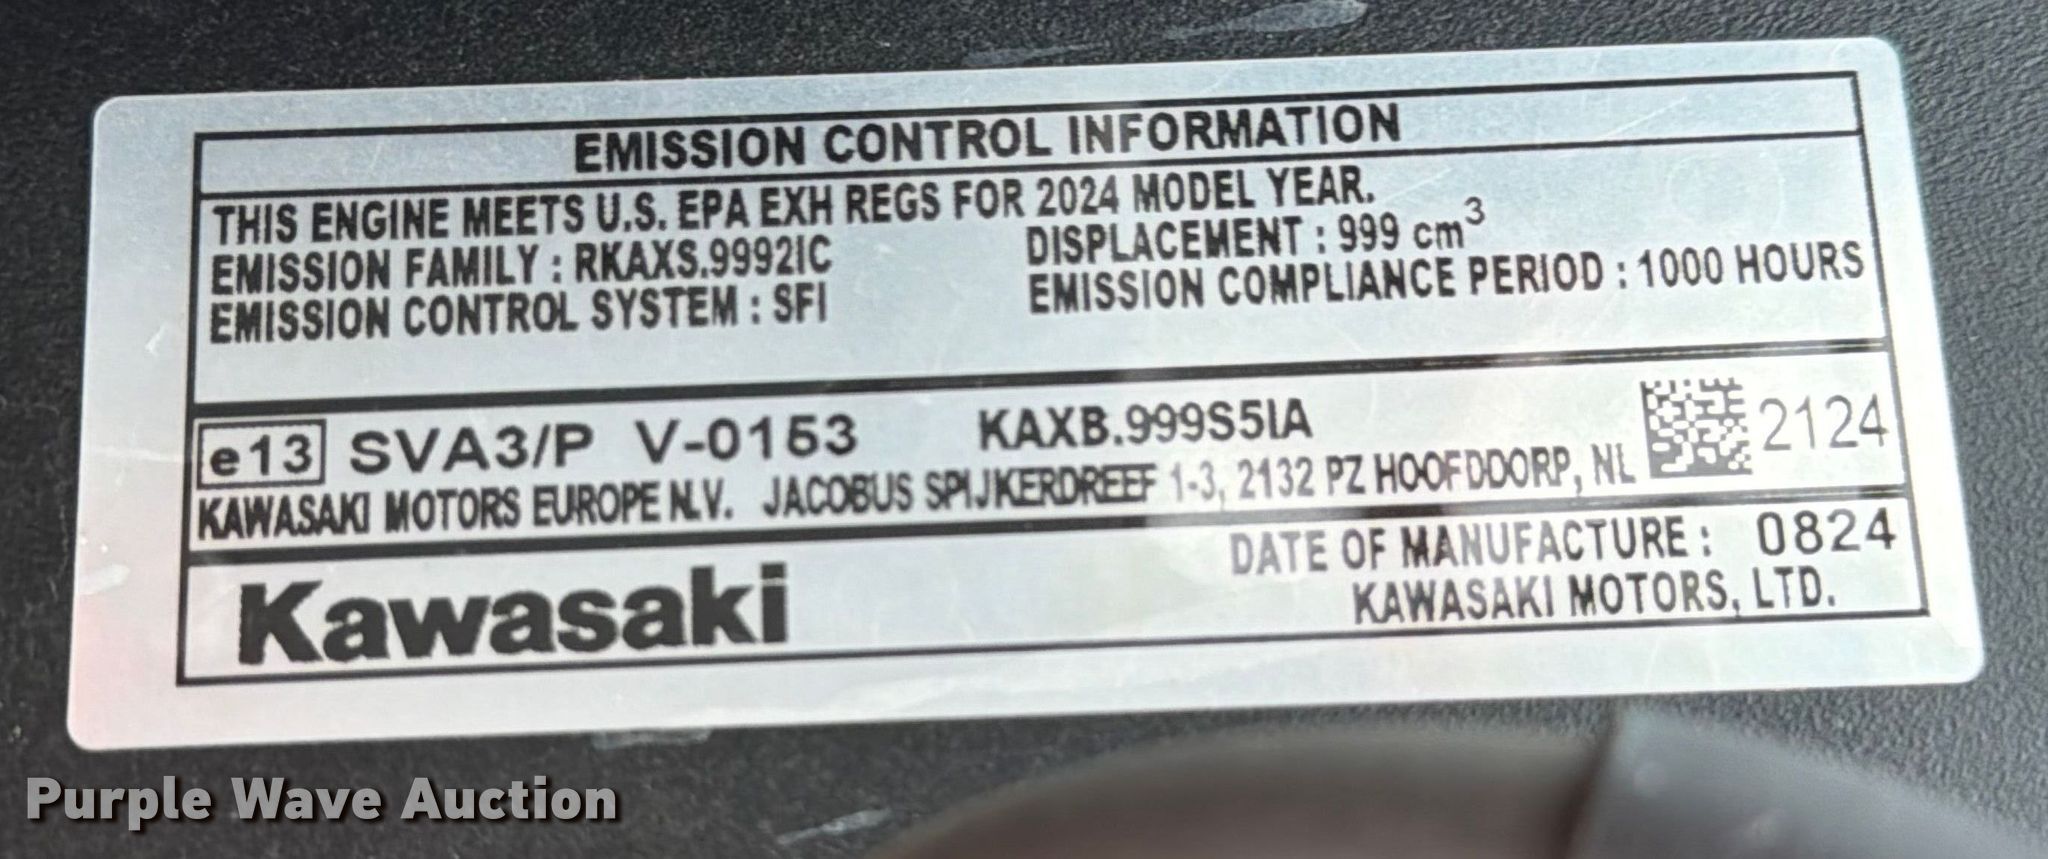 EMISSION CONTROL INFORMATION
THIS ENGINE MEETS U.S. EPA EXH REGS FOR 2024 MODEL YEAR.
EMISSION FAMILY : RKAXS.9992IC DISPLACEMENT : 999 cm³
EMISSION CONTROL SYSTEM : SFI EMISSION COMPLIANCE PERIOD : 1000 HOURS
e13 SVA3/P V-0153 KAXB.999S5IA 2124
KAWASAKI MOTORS EUROPE N.V. JACOBUS SPIJKERDREEF 1-3, 2132 PZ HOOFDDORP, NL
Kawasaki
DATE OF MANUFACTURE : 0824
KAWASAKI MOTORS, LTD.
Purple Wave Auction